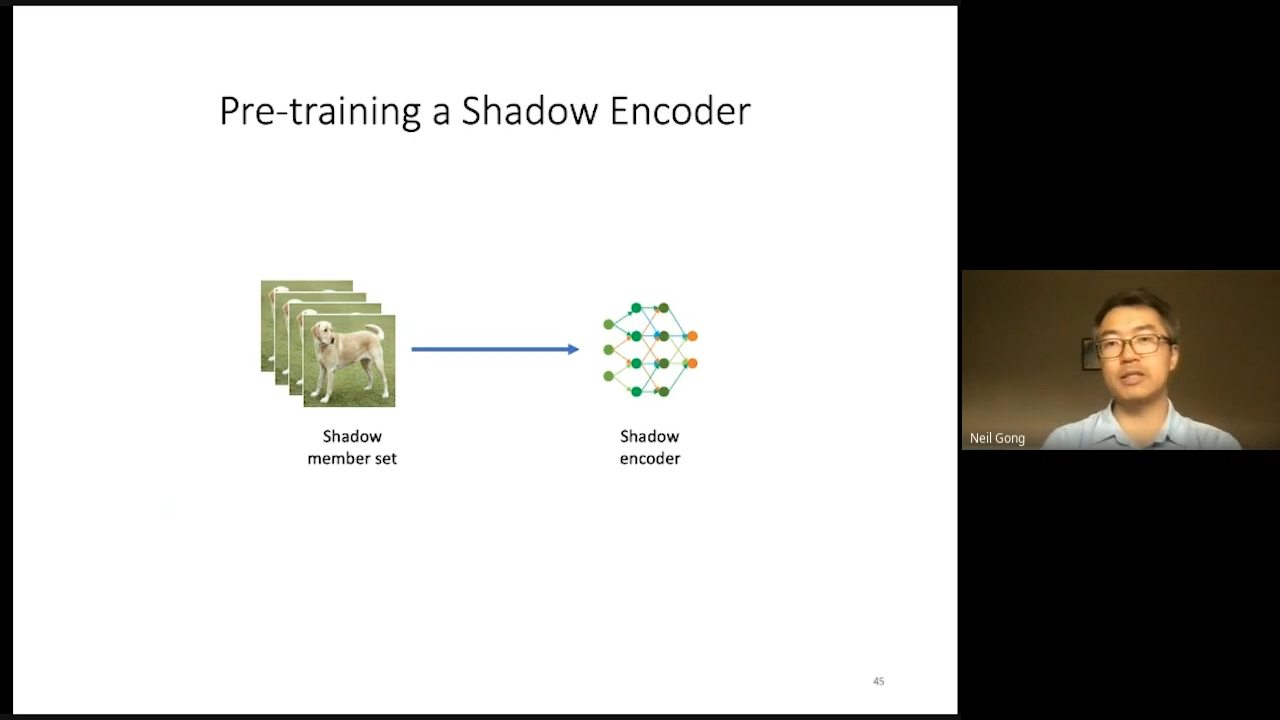 Pre-training a Shadow Encoder
Shadow
member set
Shadow
encoder
45
Neil Gong